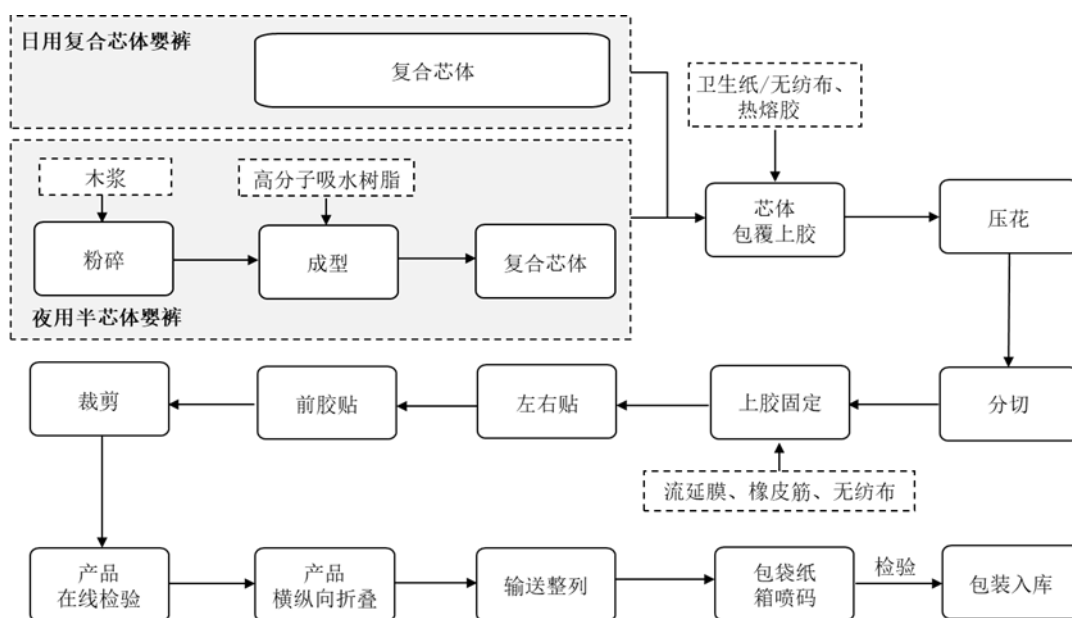 日用复合芯体婴裤
复合芯体
卫生纸/无纺布、
热熔胶
木浆
高分子吸水树脂
芯体
包覆上胶
压花
粉碎
成型
复合芯体
夜用半芯体婴裤
裁剪
前胶贴
左右贴
上胶固定
分切
流延膜、橡皮筋、无纺布
产品
在线检验
产品
横纵向折叠
输送整列
包袋纸
箱喷码
检验
包装入库